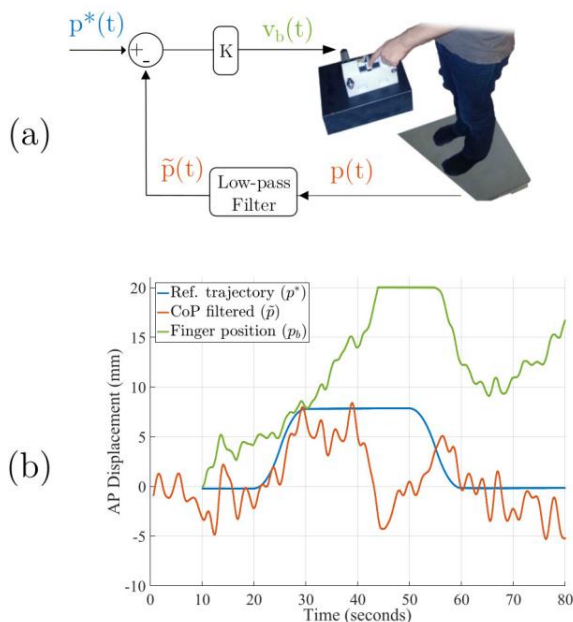 p*(t)
+
-
K
v_b(t)
(a)
p̃(t)
Low-pass
Filter
p(t)
(b)
20
15
10
5
0
-5
-10
AP Displacement (mm)
Ref. trajectory (p*)
CoP filtered (p̃)
Finger position (p_b)
0
10
20
30
40
50
60
70
80
Time (seconds)